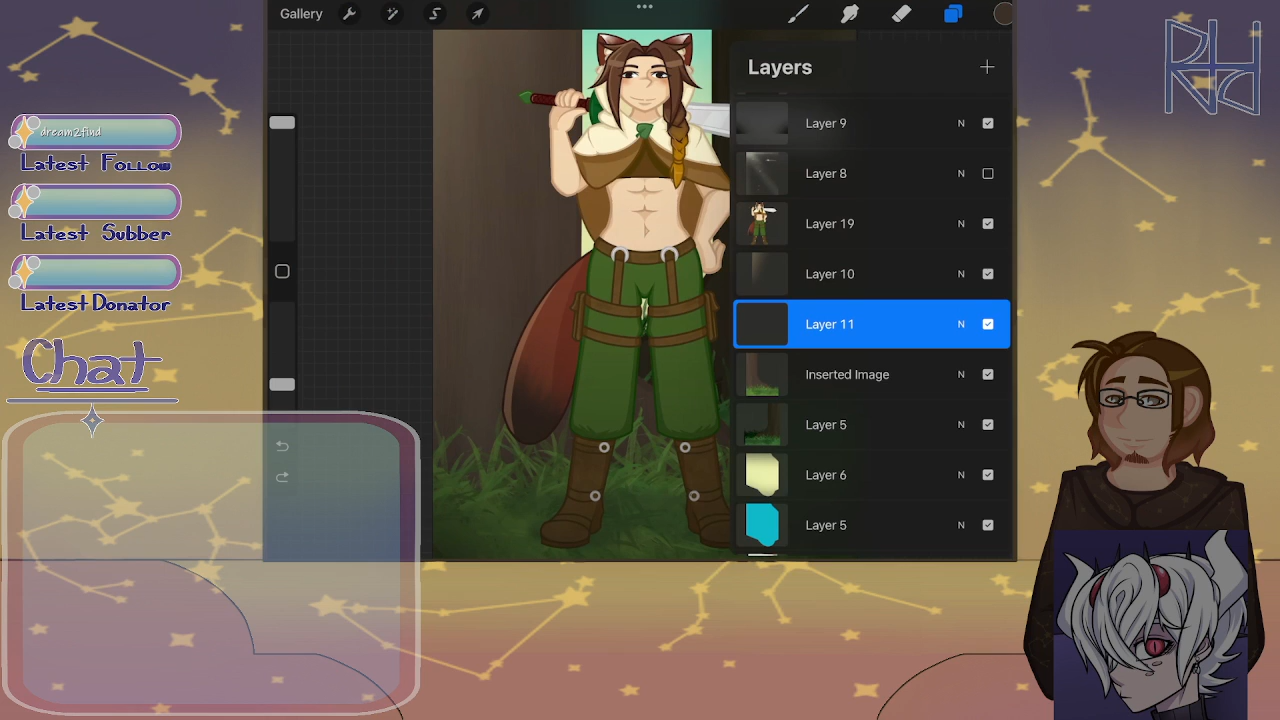 Gallery
Layers
Layer 9 N
Layer 8 N
Layer 19 N
Layer 10 N
Layer 11 N
Inserted Image N
Layer 5 N
Layer 6 N
Layer 5 N
dream2find
Latest Follow
Latest Subber
Latest Donator
Chat